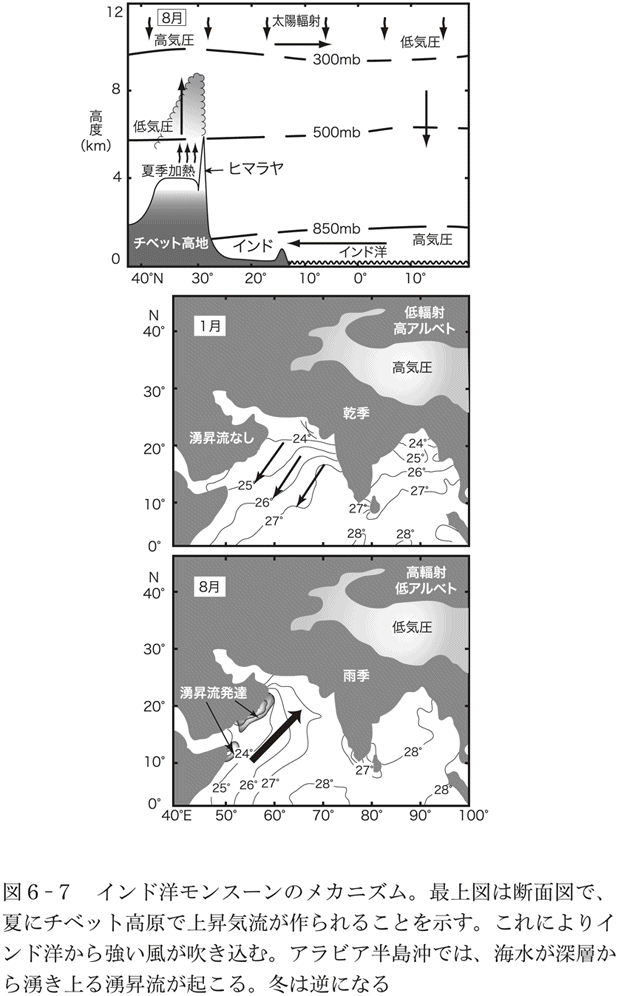 8月
太陽輻射
高気圧
低気圧
300mb
12
8
高度
(km)
低気圧
500mb
夏季加熱
ヒマラヤ
4
850mb
チベット高地
インド
インド洋
高気圧
0
40°N
30°
20°
10°
0°
10°
N
40°
1月
低輻射
高アルベト
高気圧
30°
乾季
湧昇流なし
20°
24°
24°
25°
26°
25°
26°
27°
27°
27°
10°
28°
28°
0°
N
40°
8月
高輻射
低アルベト
低気圧
30°
雨季
湧昇流発達
20°
24°
28°
27°
10°
25°
26°
27°
28°
28°
0°
40°E
50°
60°
70°
80°
90°
100°
図6-7 インド洋モンスーンのメカニズム。最上図は断面図で、
夏にチベット高原で上昇気流が作られることを示す。これによりイ
ンド洋から強い風が吹き込む。アラビア半島沖では、海水が深層か
ら湧き上る湧昇流が起こる。冬は逆になる